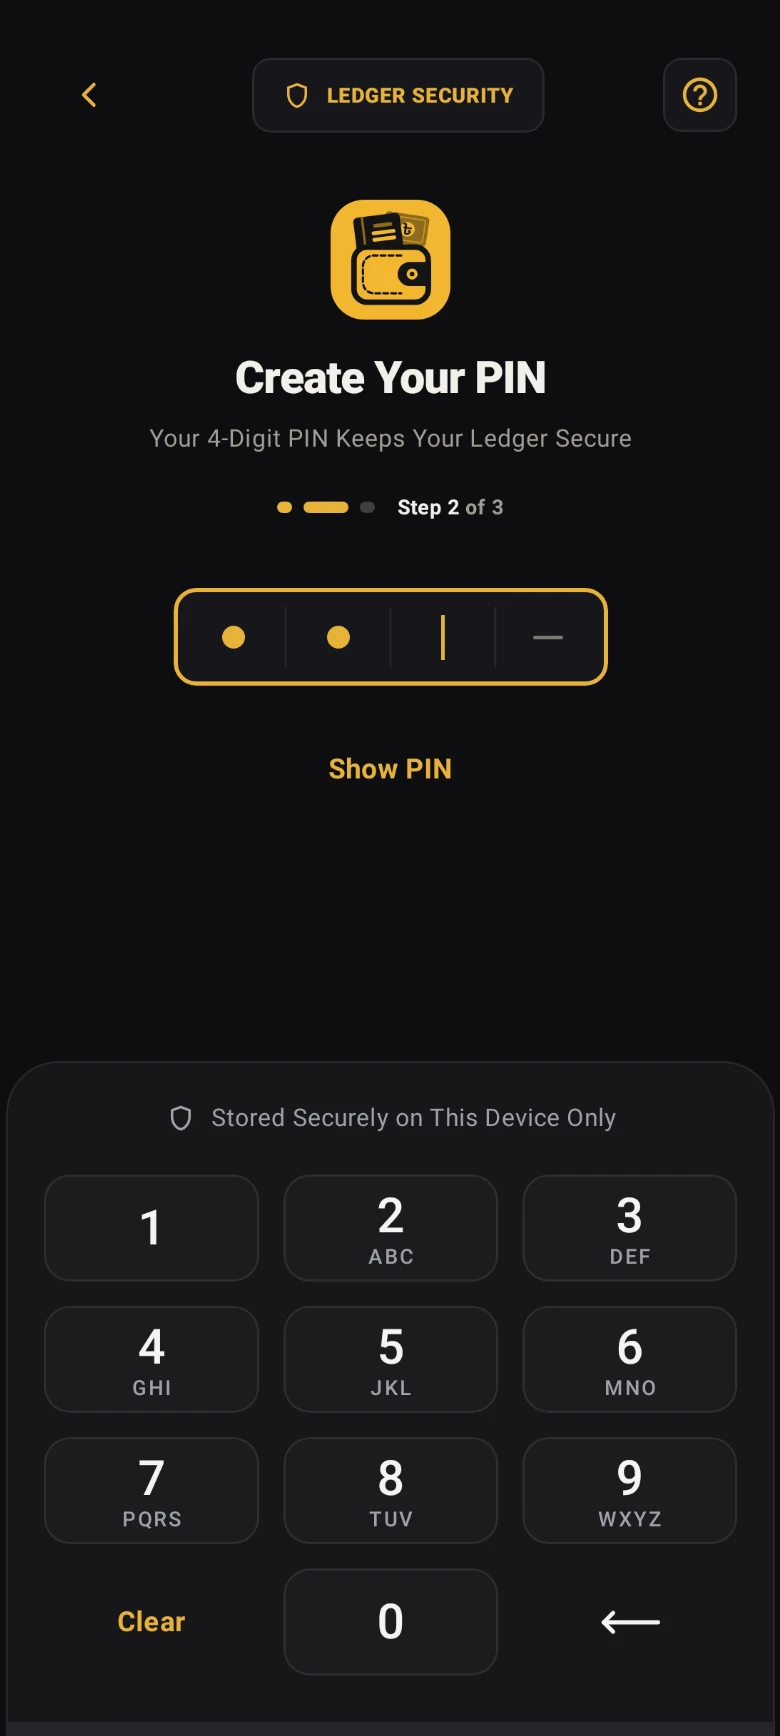 LEDGER SECURITY
৳
Create Your PIN
Your 4-Digit PIN Keeps Your Ledger Secure
Step 2 of 3
Show PIN
Stored Securely on This Device Only
1
2
ABC
3
DEF
4
GHI
5
JKL
6
MNO
7
PQRS
8
TUV
9
WXYZ
Clear
0